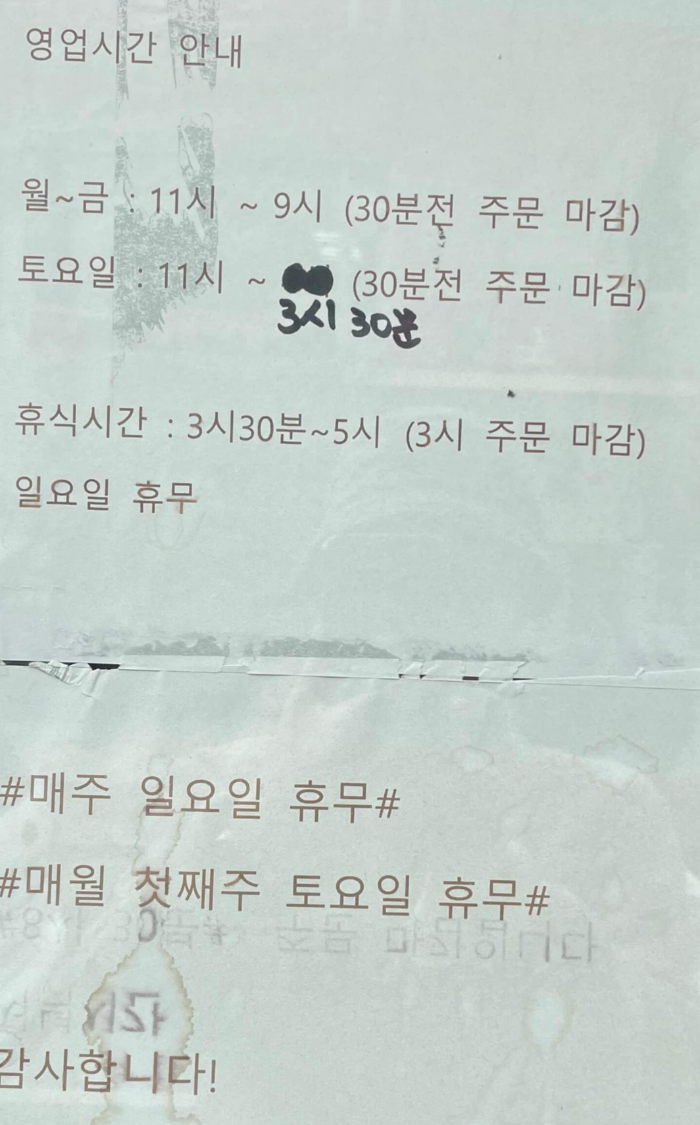 영업시간 안내
월~금 : 11시 ~ 9시 (30분전 주문 마감)
토요일 : 11시 ~ (30분전 주문 마감)
3시 30분
휴식시간 : 3시30분~5시 (3시 주문 마감)
일요일 휴무
#매주 일요일 휴무#
#매월 첫째주 토요일 휴무#
감사합니다!